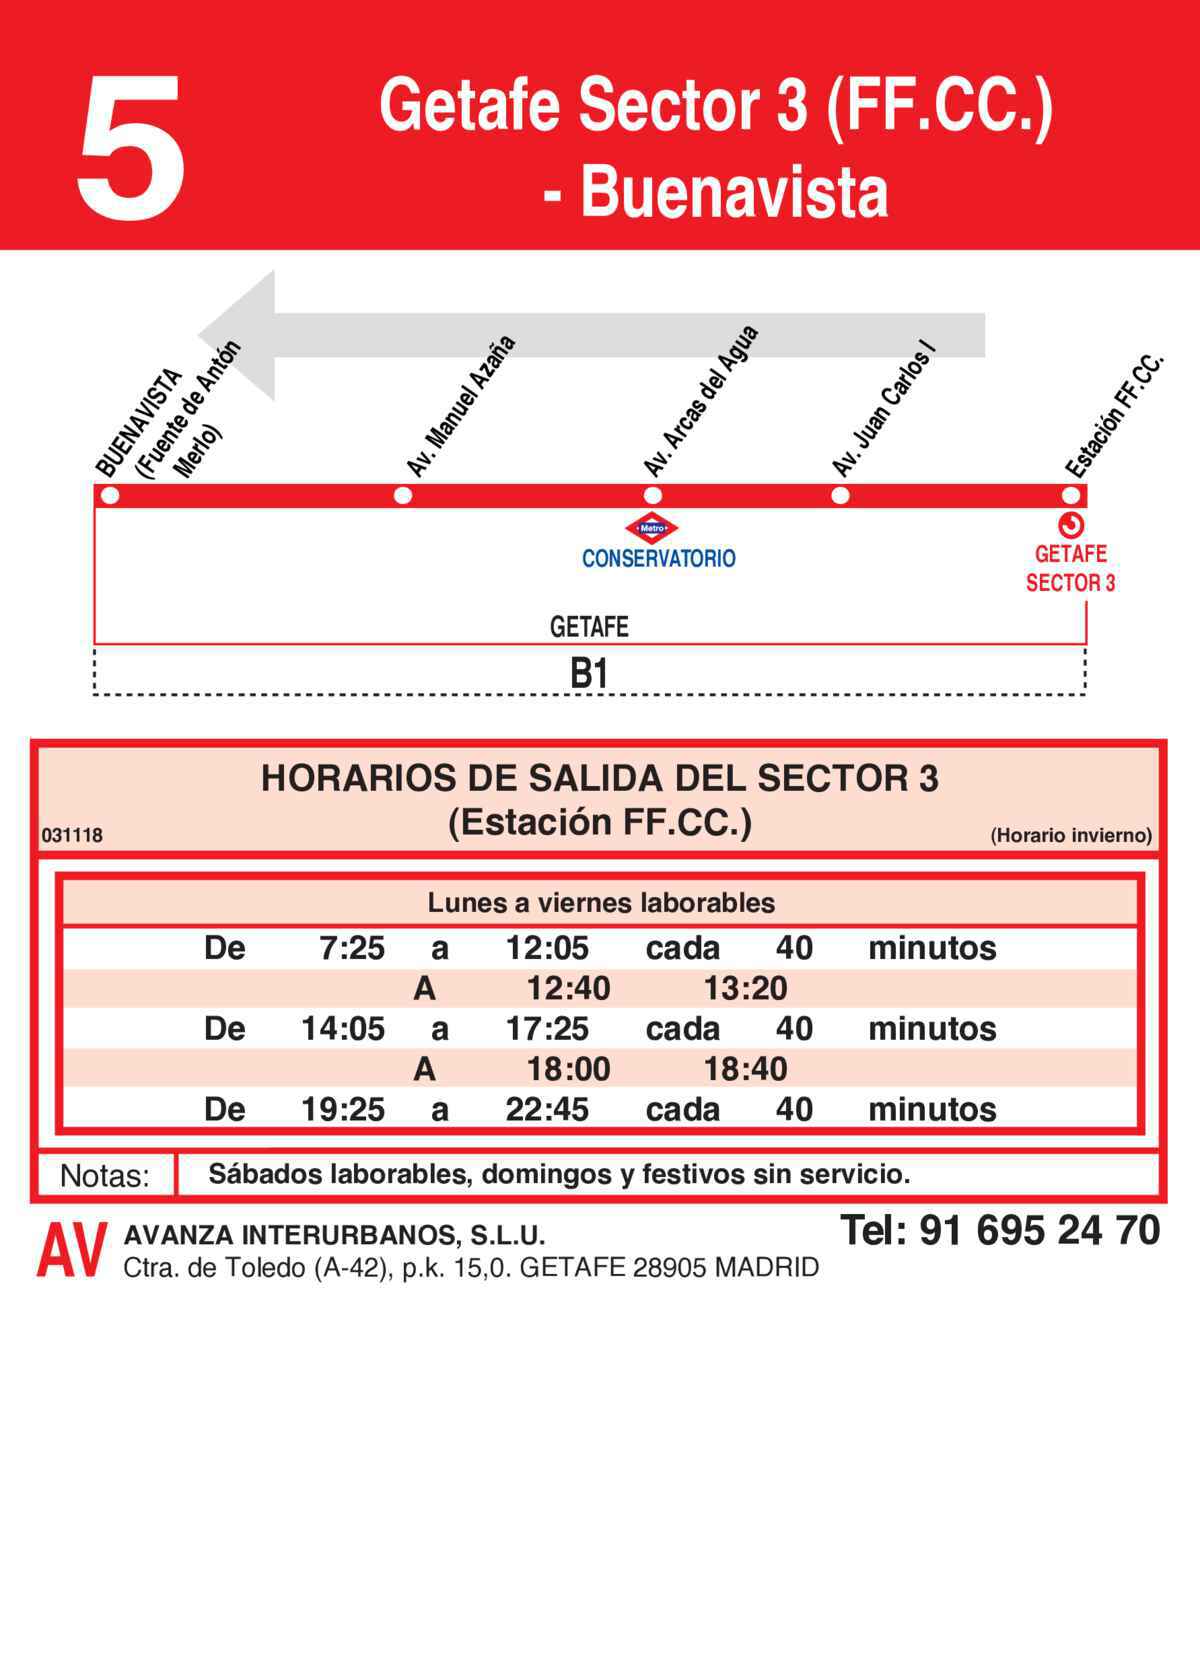 5
Getafe Sector 3 (FF.CC.)
- Buenavista
BUENAVISTA
(Fuente de Antón
Merlo)
Av. Manuel Azaña
Av. Arcas del Agua
Av. Juan Carlos I
Estación FF.CC.
Metro
CONSERVATORIO
GETAFE
SECTOR 3
GETAFE
B1
HORARIOS DE SALIDA DEL SECTOR 3
(Estación FF.CC.)
031118
(Horario invierno)
Lunes a viernes laborables
De 7:25 a 12:05 cada 40 minutos
A 12:40 13:20
De 14:05 a 17:25 cada 40 minutos
A 18:00 18:40
De 19:25 a 22:45 cada 40 minutos
Notas: Sábados laborables, domingos y festivos sin servicio.
AV AVANZA INTERURBANOS, S.L.U.
Tel: 91 695 24 70
Ctra. de Toledo (A-42), p.k. 15,0. GETAFE 28905 MADRID